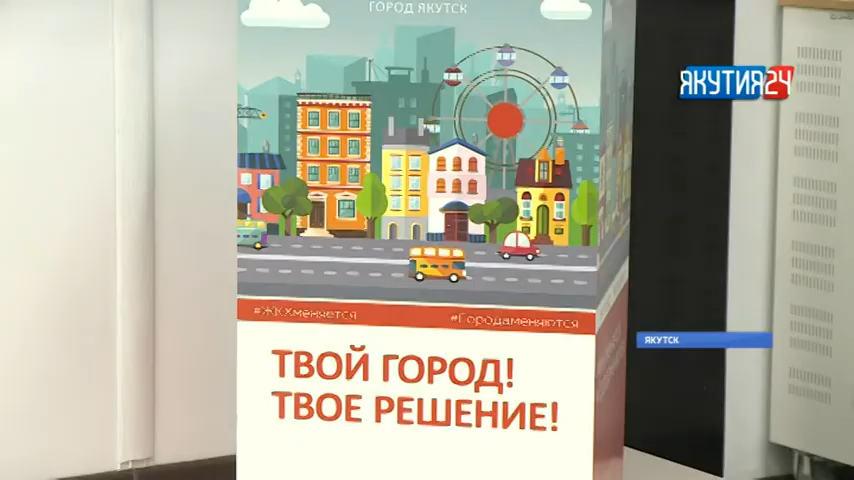 ГОРОД ЯКУТСК
ЯКУТИЯ24
ЯКУТСК
#ЖКХменяется
#Городаменяются
ТВОЙ ГОРОД!
ТВОЕ РЕШЕНИЕ!